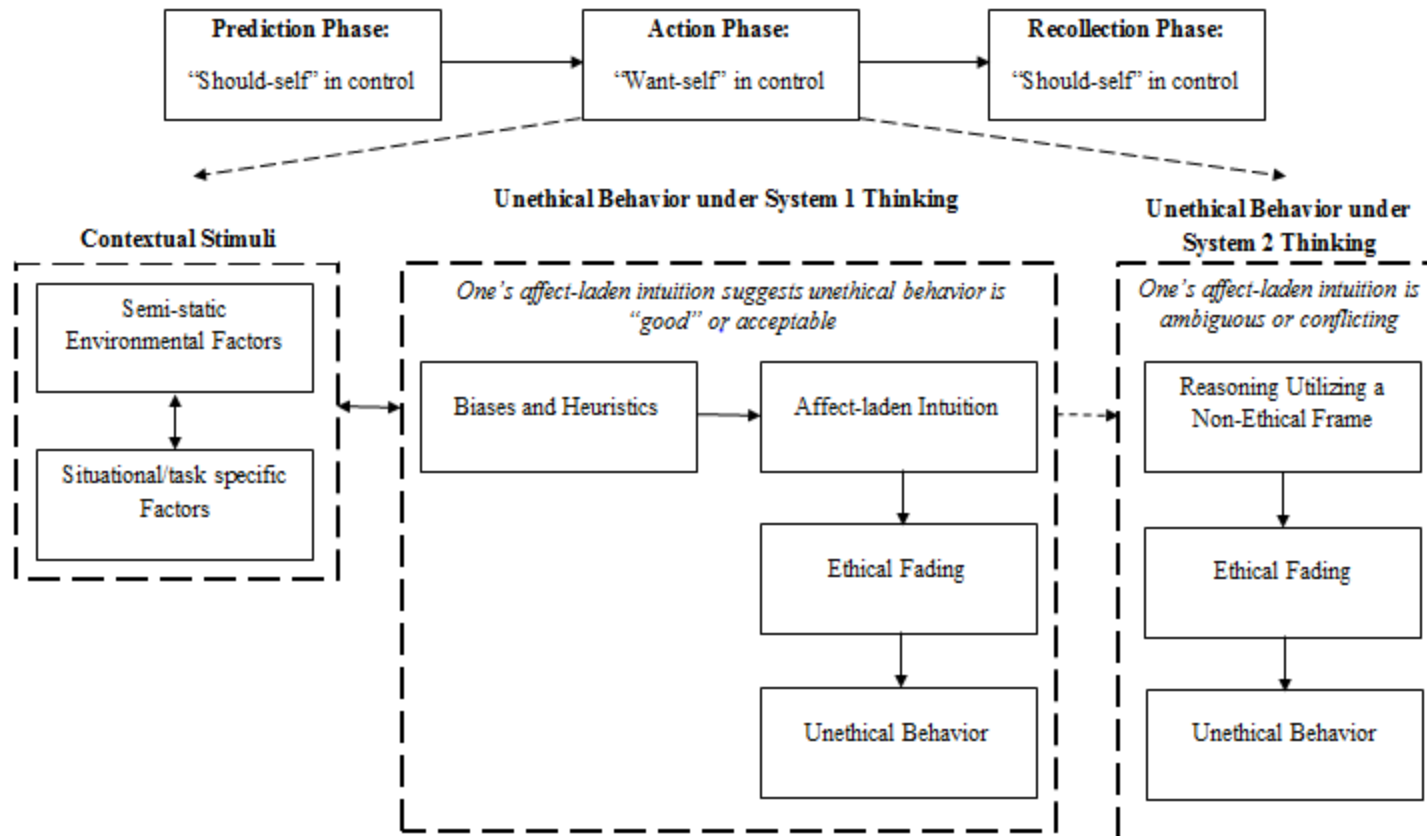 Prediction Phase:
“Should-self” in control
Action Phase:
“Want-self” in control
Recollection Phase:
“Should-self” in control
Unethical Behavior under System 1 Thinking
Unethical Behavior under
System 2 Thinking
Contextual Stimuli
Semi-static
Environmental Factors
Situational/task specific
Factors
One’s affect-laden intuition suggests unethical behavior is
“good” or acceptable
Biases and Heuristics
Affect-laden Intuition
Ethical Fading
Unethical Behavior
One’s affect-laden intuition is
ambiguous or conflicting
Reasoning Utilizing a
Non-Ethical Frame
Ethical Fading
Unethical Behavior